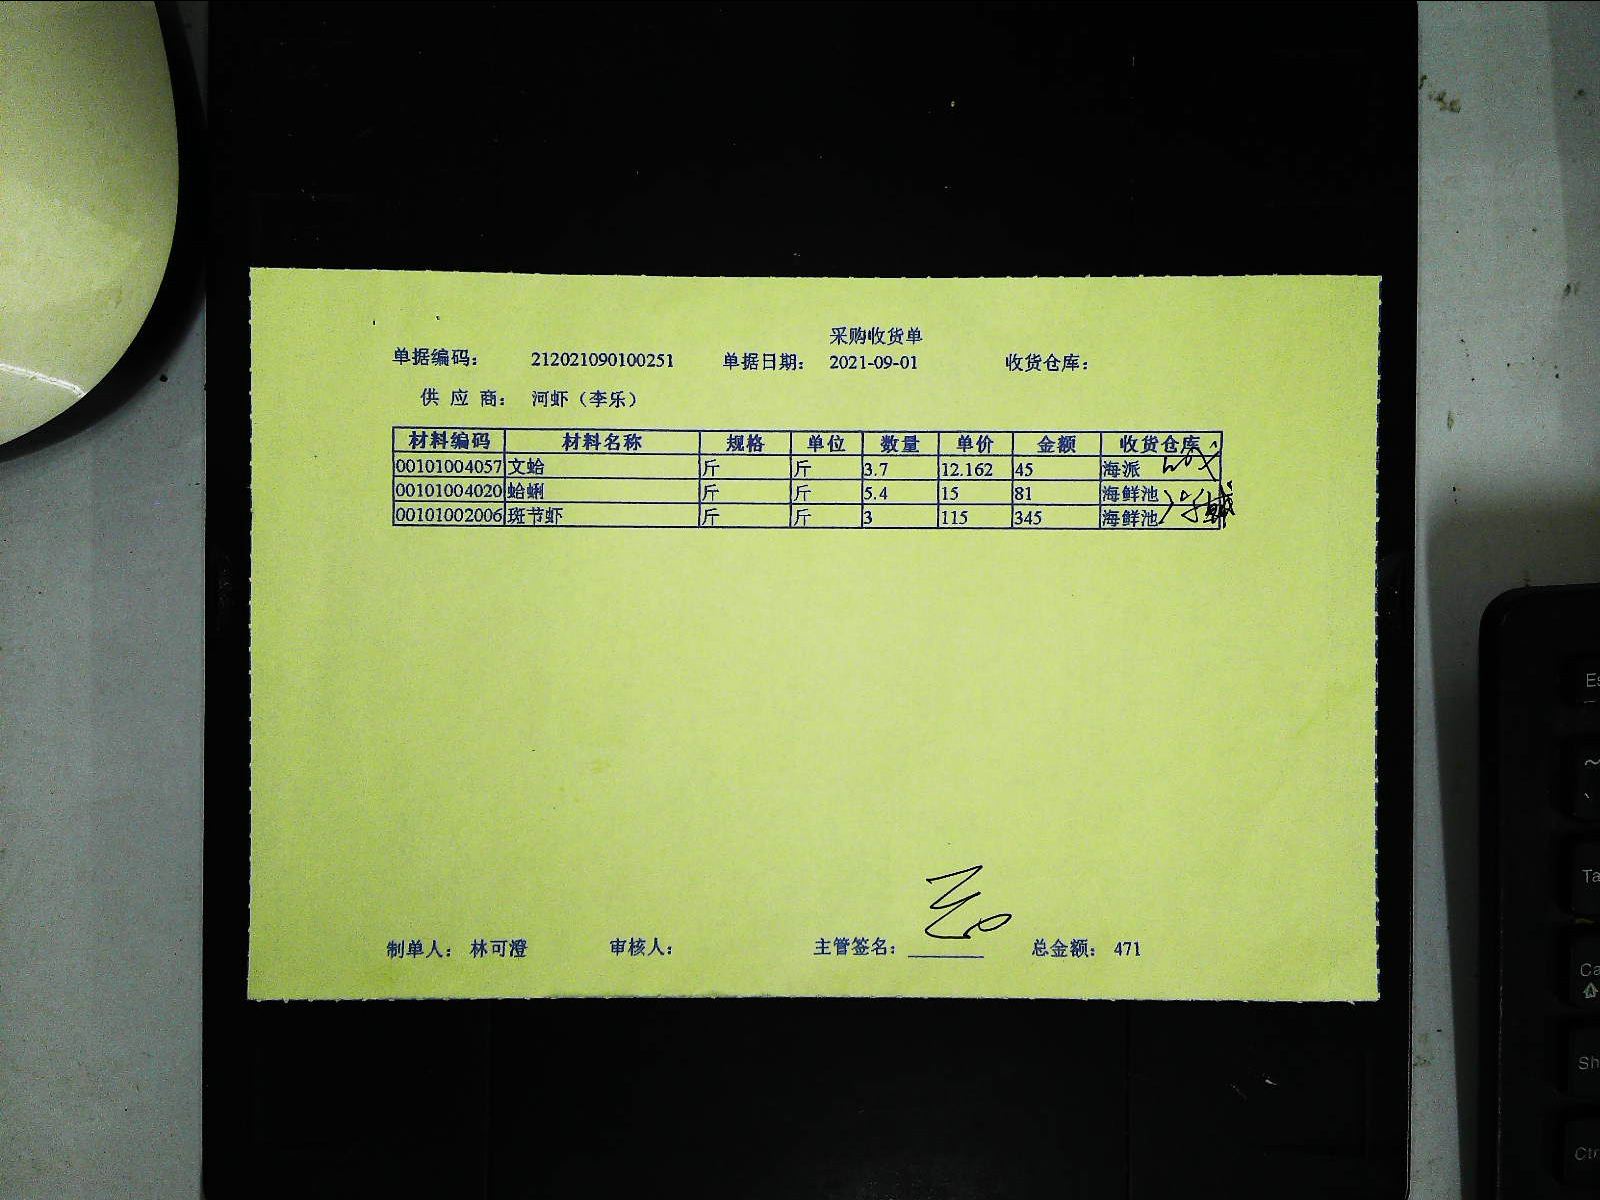 采购收货单
单据编码： 212021090100251 单据日期： 2021-09-01 收货仓库：
供 应 商： 河虾（李乐）
材料编码 材料名称 规格 单位 数量 单价 金额 收货仓库
00101004057 文蛤 斤 斤 3.7 12.162 45 海派
00101004020 蛤蜊 斤 斤 5.4 15 81 海鲜池
00101002006 斑节虾 斤 斤 3 115 345 海鲜池
制单人： 林可澄 审核人： 主管签名： 总金额： 471
Es
~
Ta
Ca
Sh
Ctr